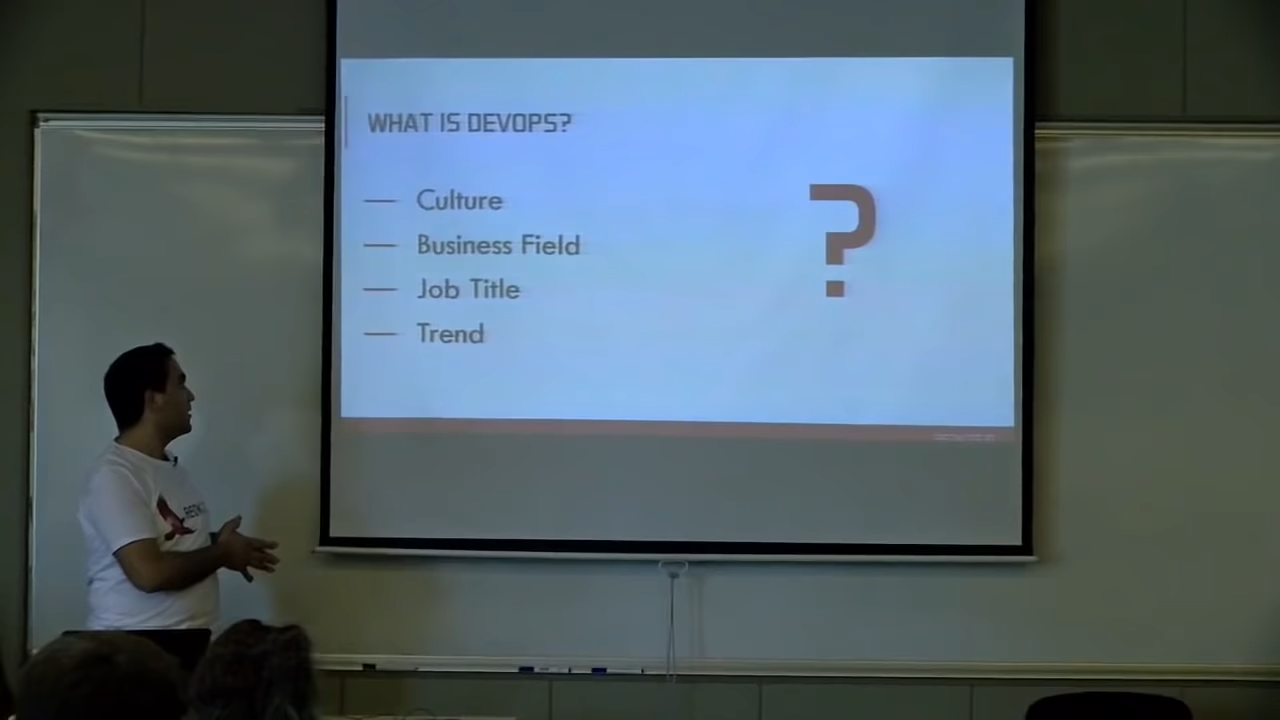 WHAT IS DEVOPS?
— Culture
— Business Field
— Job Title
— Trend
?